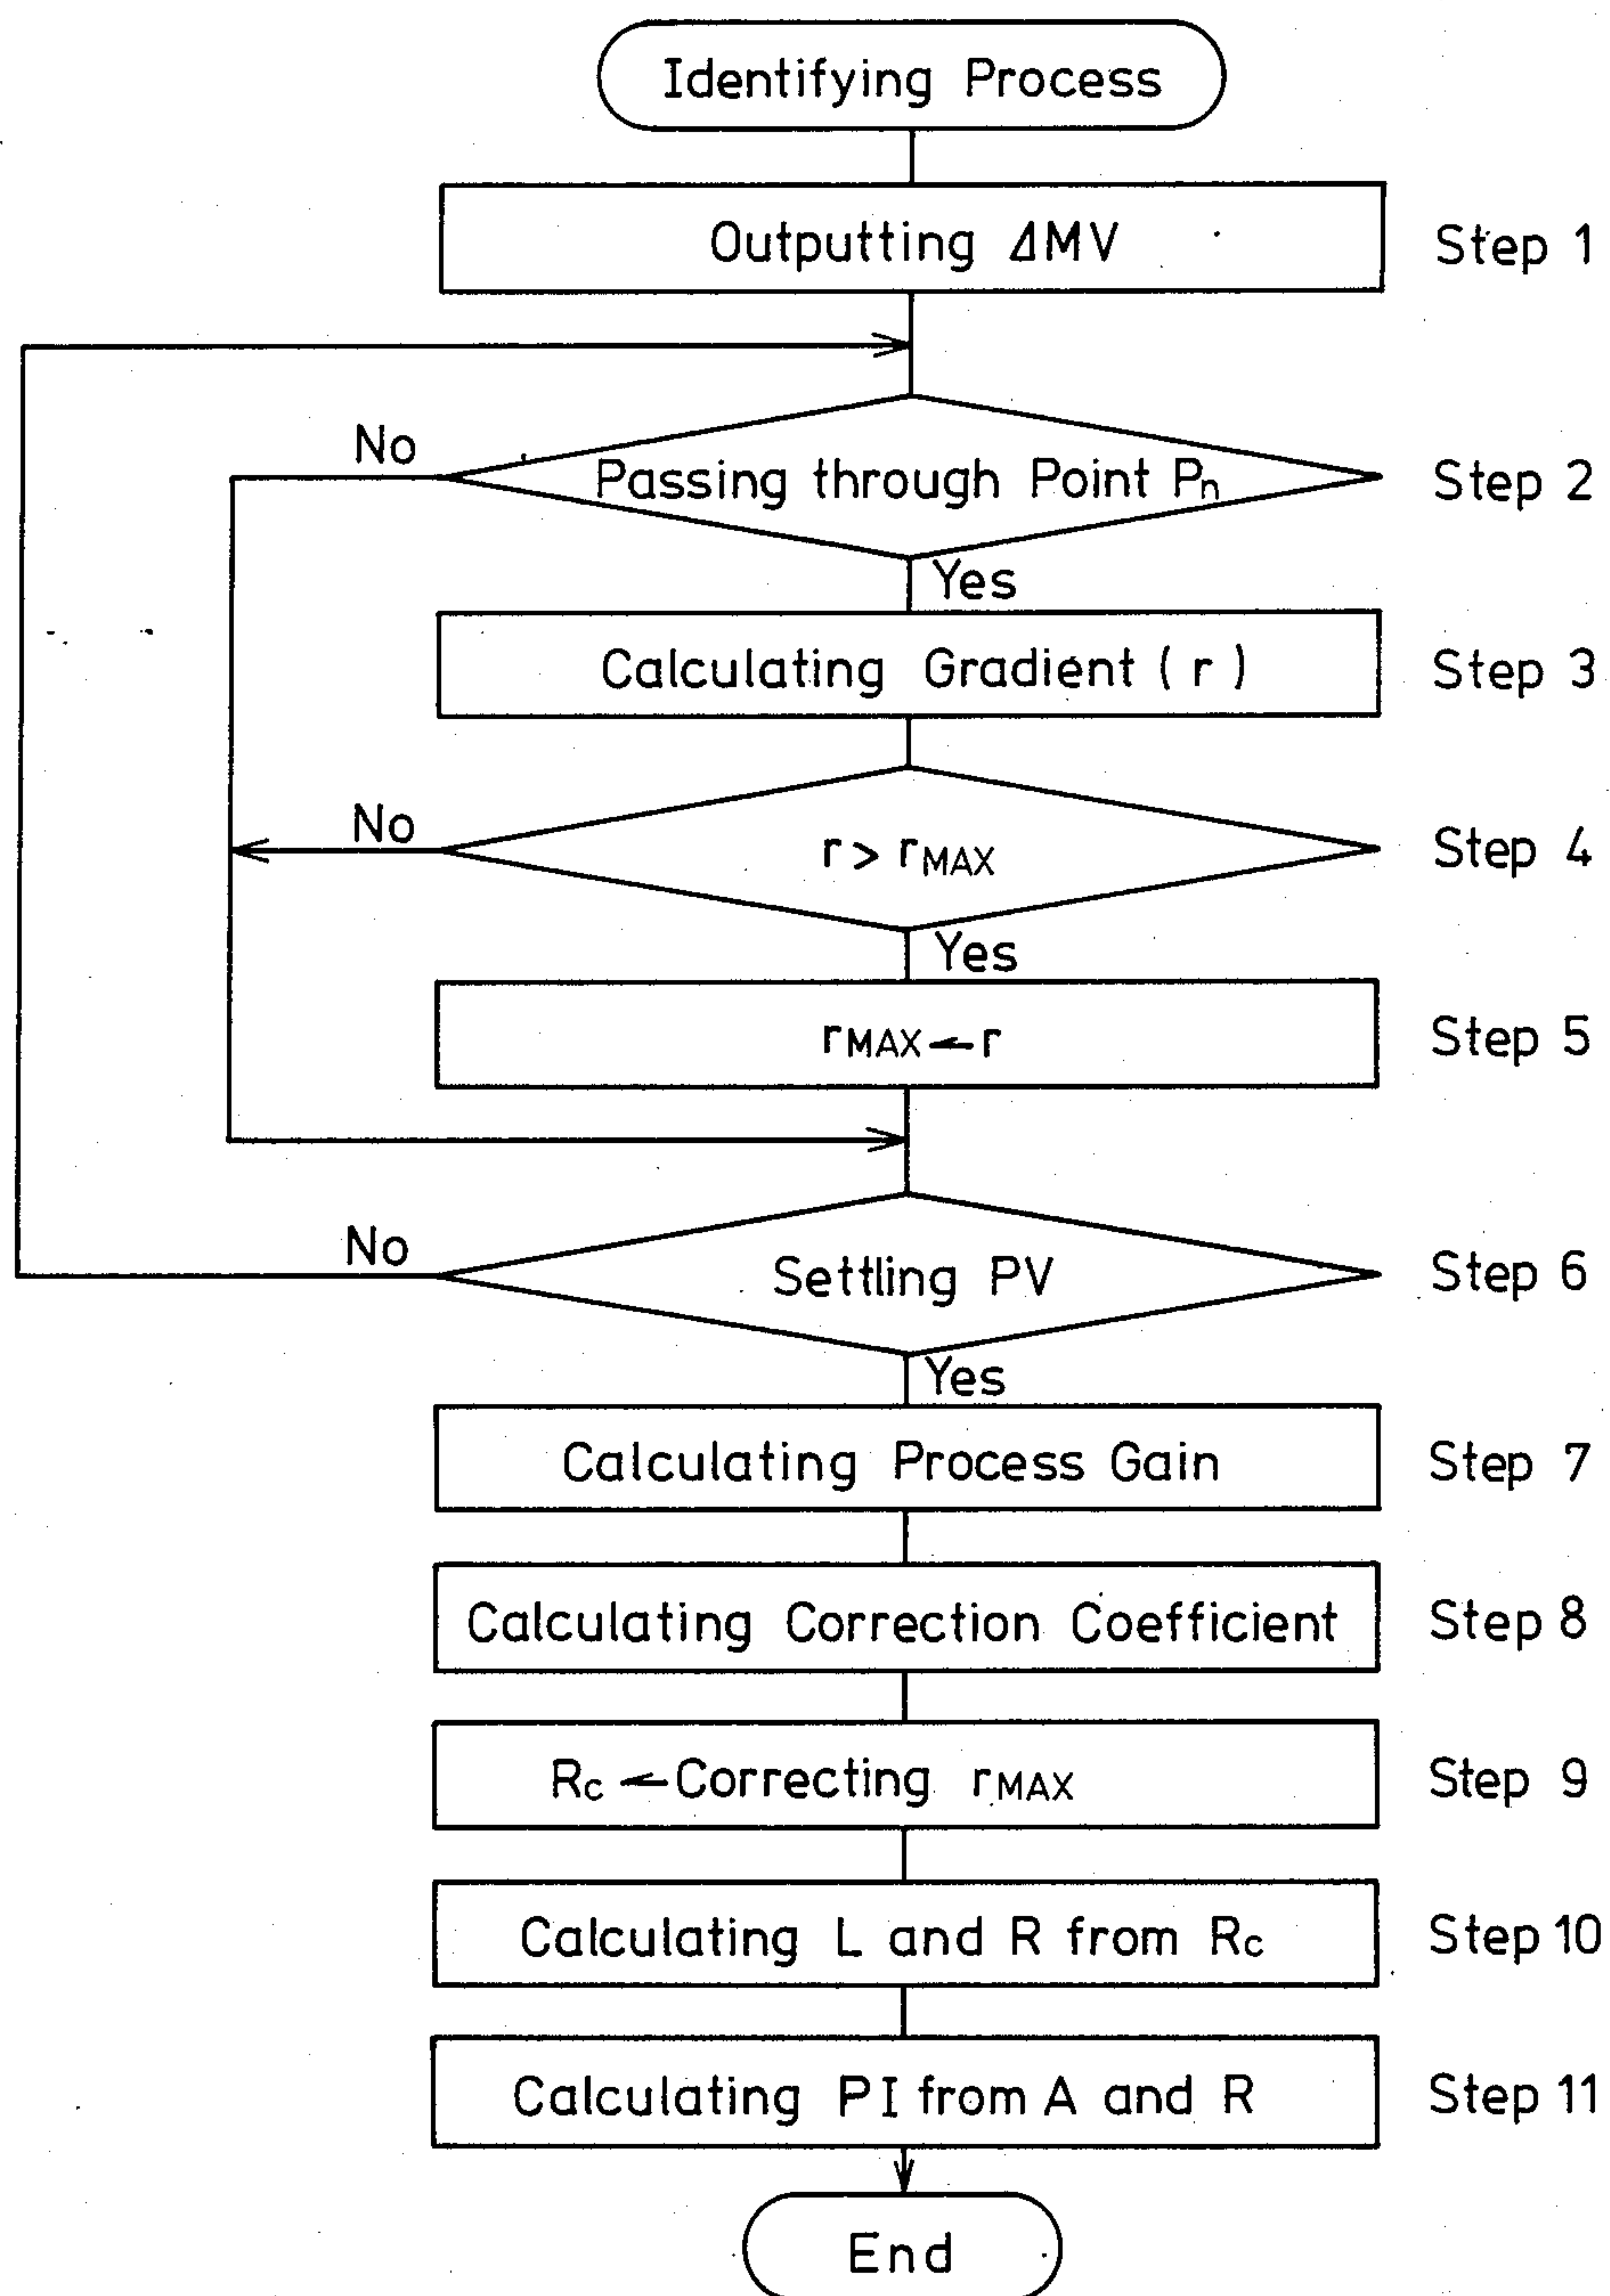 Identifying Process
Outputting ΔMV
Step 1
No
Passing through Point Pn
Step 2
Yes
Calculating Gradient (r)
Step 3
No
r > rMAX
Step 4
Yes
rMAX ← r
Step 5
No
Settling PV
Step 6
Yes
Calculating Process Gain
Step 7
Calculating Correction Coefficient
Step 8
Rc ← Correcting rMAX
Step 9
Calculating L and R from Rc
Step 10
Calculating PI from A and R
Step 11
End